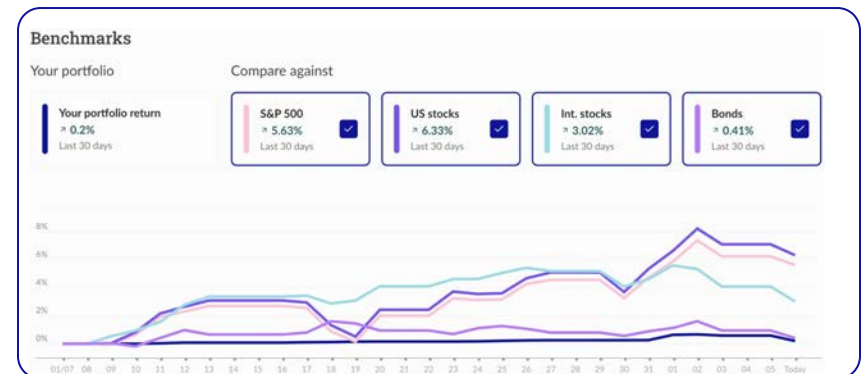 Benchmarks
Your portfolio Compare against
Your portfolio return S&P 500 US stocks Int. stocks Bonds
↗ 0.2% ↗ 5.63% ↗ 6.33% ↗ 3.02% ↗ 0.41%
Last 30 days Last 30 days Last 30 days Last 30 days Last 30 days
8%
6%
4%
2%
0%
01/07 08 09 10 11 12 13 14 15 16 17 18 19 20 21 22 23 24 25 26 27 28 29 30 31 01 02 03 04 05 Today